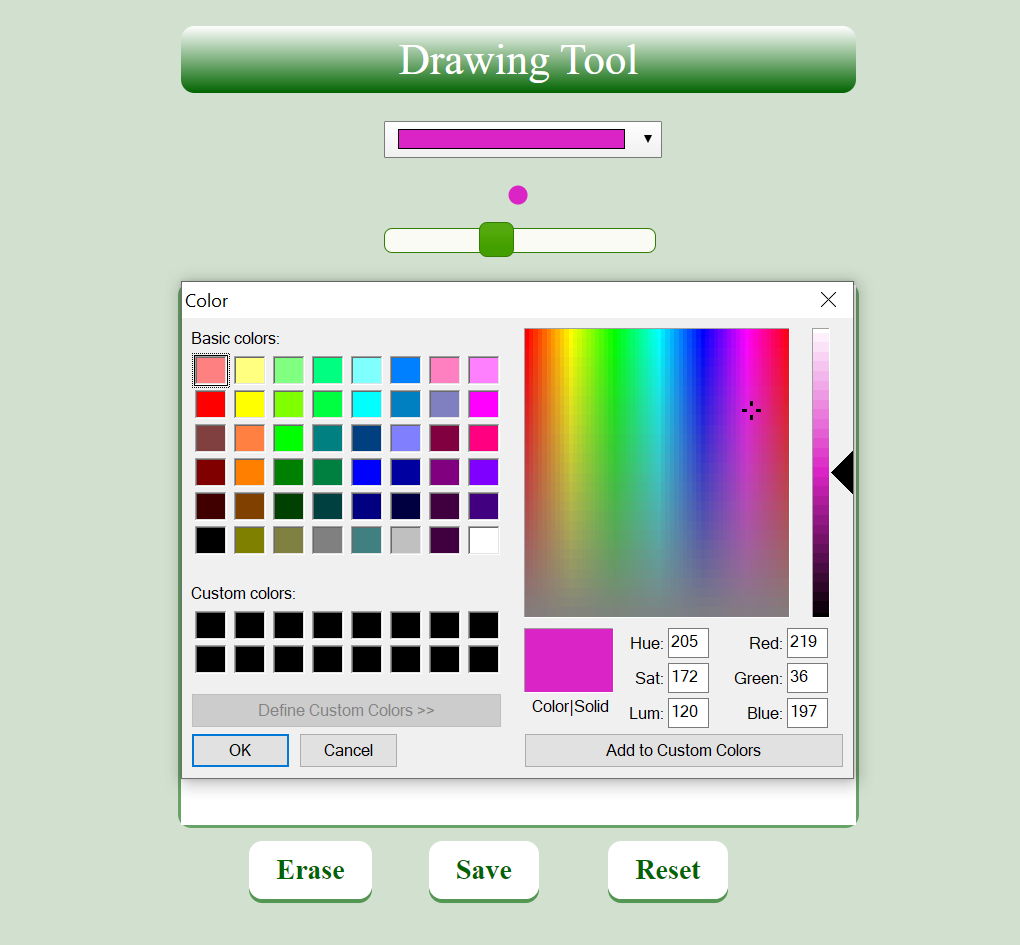 Drawing Tool
Color
Basic colors:
Custom colors:
Define Custom Colors >>
OK Cancel
Color|Solid
Hue: 205 Red: 219
Sat: 172 Green: 36
Lum: 120 Blue: 197
Add to Custom Colors
Erase Save Reset